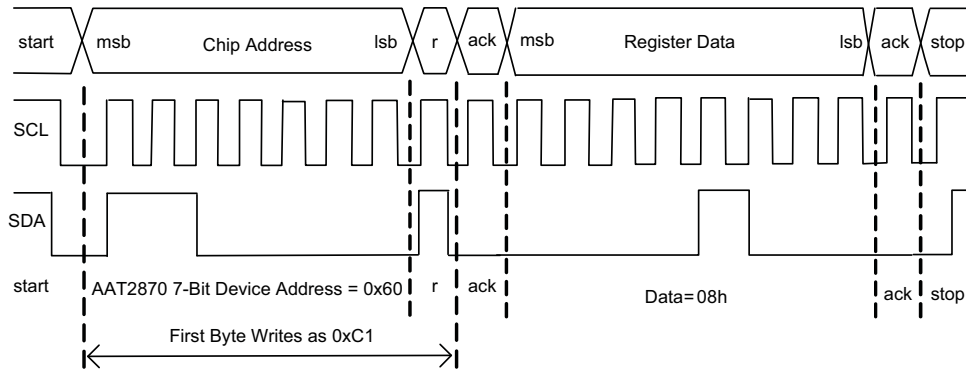 start msb Chip Address lsb r ack msb Register Data lsb ack stop
SCL
SDA
start AAT2870 7-Bit Device Address = 0x60 r ack Data=08h ack stop
First Byte Writes as 0xC1